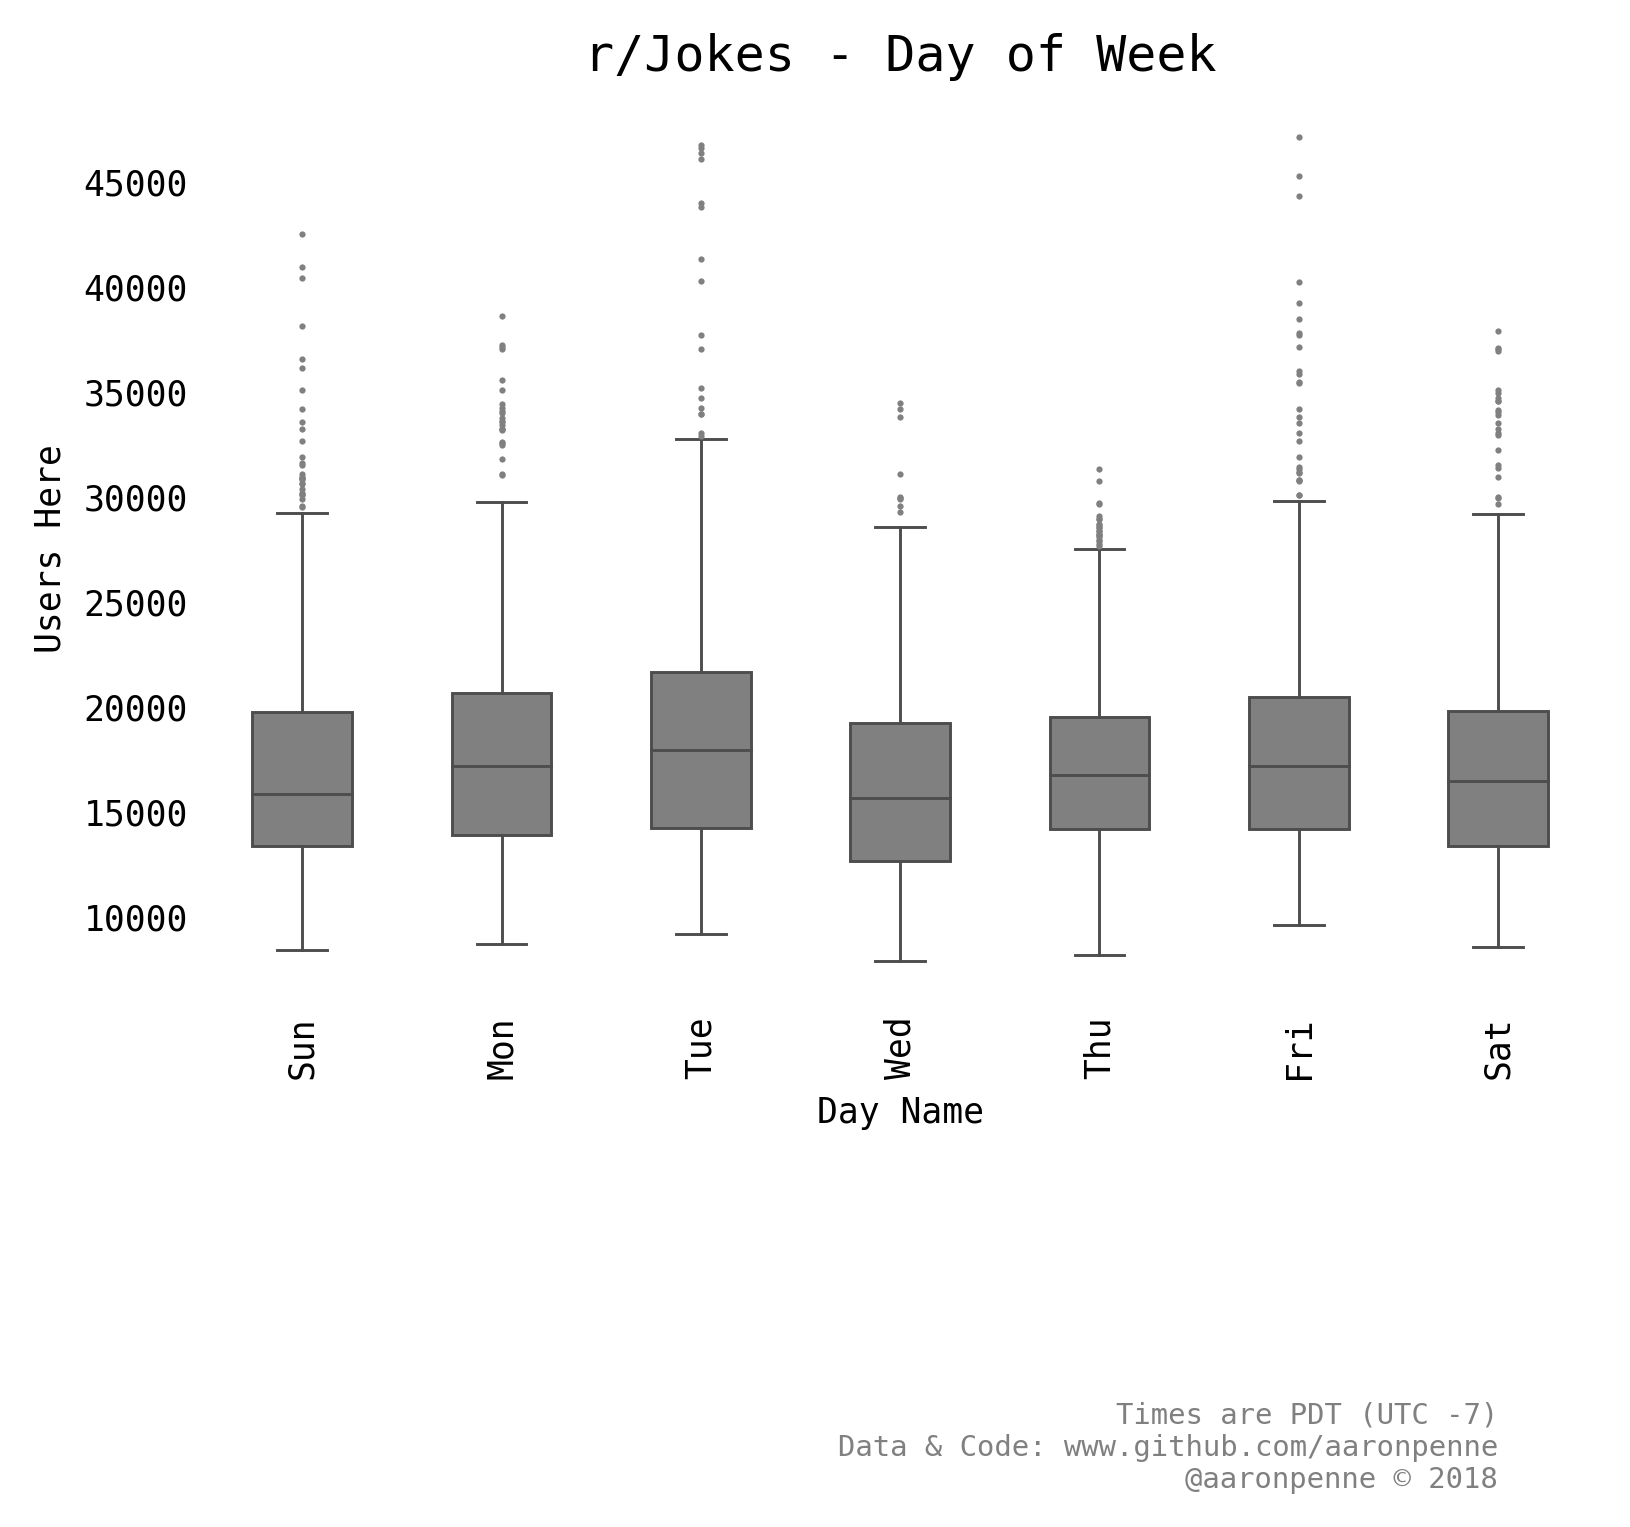 r/Jokes - Day of Week
45000
40000
35000
30000
25000
20000
15000
10000
Users Here
Sun Mon Tue Wed Thu Fri Sat
Day Name
Times are PDT (UTC -7)
Data & Code: www.github.com/aaronpenne
@aaronpenne © 2018